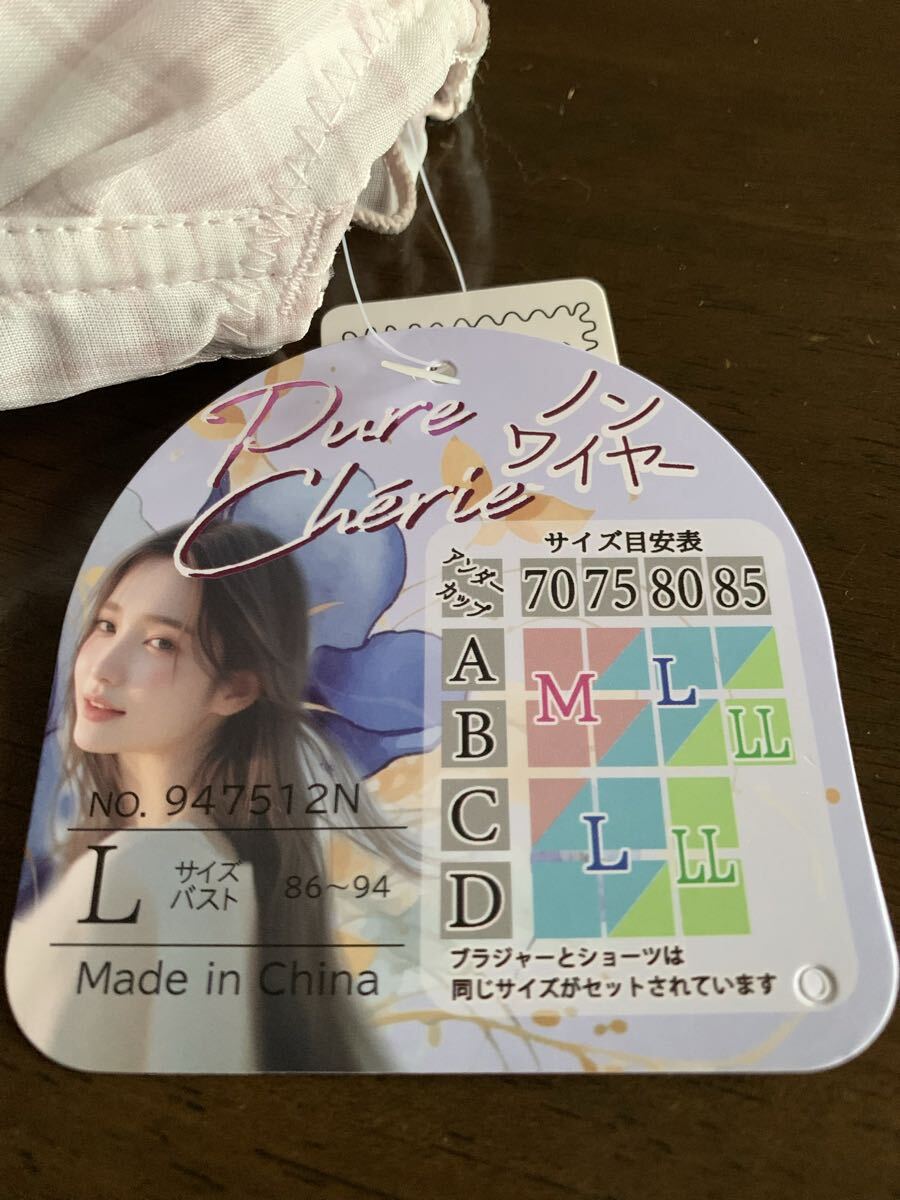 Pure
Chérie
ノン
ワイヤー
サイズ目安表
アンダー
カップ
70 75 80 85
A
B
C
D
M
L
LL
L
LL
NO. 947512N
L サイズ
バスト 86~94
Made in China
ブラジャーとショーツは
同じサイズがセットされています